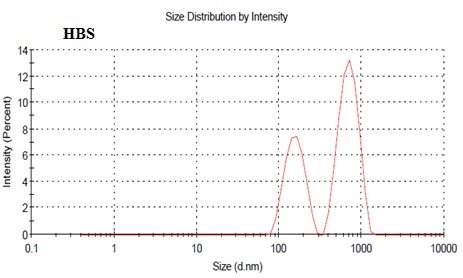 Size Distribution by Intensity
HBS
14
12
10
8
6
4
2
0
Intensity (Percent)
0.1 1 10 100 1000 10000
Size (d.nm)